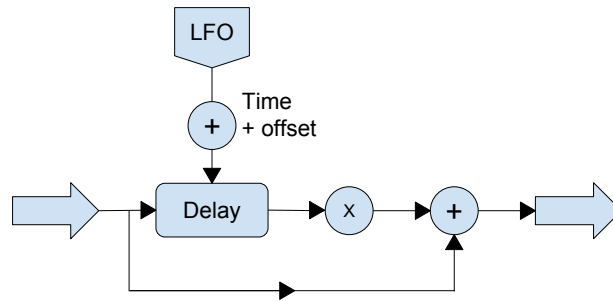 LFO
Time
+ offset
+
Delay
x
+